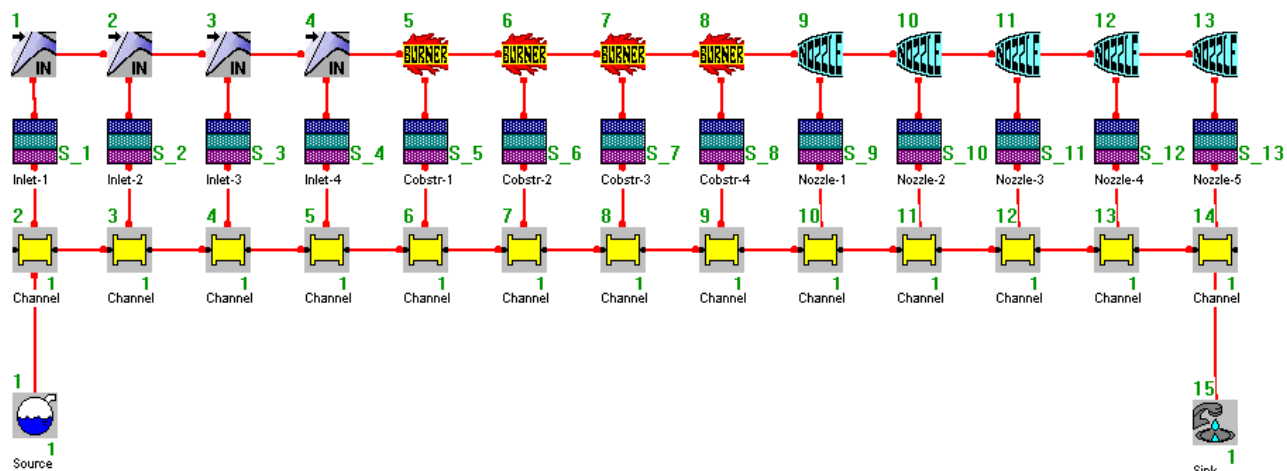 1 2 3 4 5 6 7 8 9 10 11 12 13
IN IN IN IN BURNER BURNER BURNER BURNER NOZZLE NOZZLE NOZZLE NOZZLE NOZZLE
S_1 S_2 S_3 S_4 S_5 S_6 S_7 S_8 S_9 S_10 S_11 S_12 S_13
Inlet-1 Inlet-2 Inlet-3 Inlet-4 Cobstr-1 Cobstr-2 Cobstr-3 Cobstr-4 Nozzle-1 Nozzle-2 Nozzle-3 Nozzle-4 Nozzle-5
2 3 4 5 6 7 8 9 10 11 12 13 14
1 1 1 1 1 1 1 1 1 1 1 1 1
Channel Channel Channel Channel Channel Channel Channel Channel Channel Channel Channel Channel Channel
1 15
1 1
Source Sink